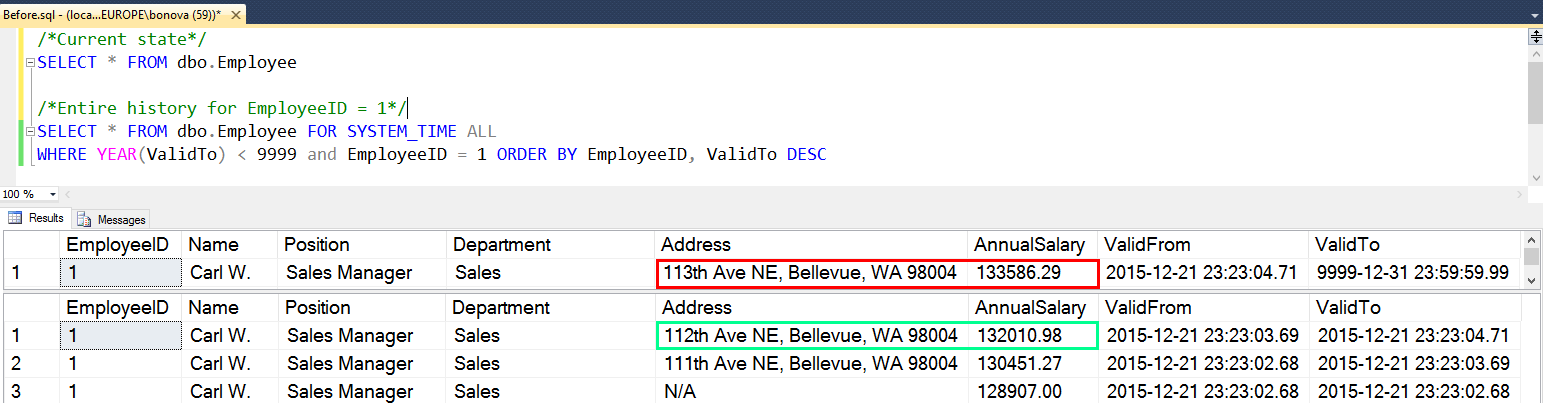 Before.sql - (loca...EUROPE\bonova (59))*
/*Current state*/
SELECT * FROM dbo.Employee
/*Entire history for EmployeeID = 1*/
SELECT * FROM dbo.Employee FOR SYSTEM_TIME ALL
WHERE YEAR(ValidTo) < 9999 and EmployeeID = 1 ORDER BY EmployeeID, ValidTo DESC
100 %
Results Messages
EmployeeID Name Position Department Address AnnualSalary ValidFrom ValidTo
1 1 Carl W. Sales Manager Sales 113th Ave NE, Bellevue, WA 98004 133586.29 2015-12-21 23:23:04.71 9999-12-31 23:59:59.99
EmployeeID Name Position Department Address AnnualSalary ValidFrom ValidTo
1 1 Carl W. Sales Manager Sales 112th Ave NE, Bellevue, WA 98004 132010.98 2015-12-21 23:23:03.69 2015-12-21 23:23:04.71
2 1 Carl W. Sales Manager Sales 111th Ave NE, Bellevue, WA 98004 130451.27 2015-12-21 23:23:02.68 2015-12-21 23:23:03.69
3 1 Carl W. Sales Manager Sales N/A 128907.00 2015-12-21 23:23:02.68 2015-12-21 23:23:02.68